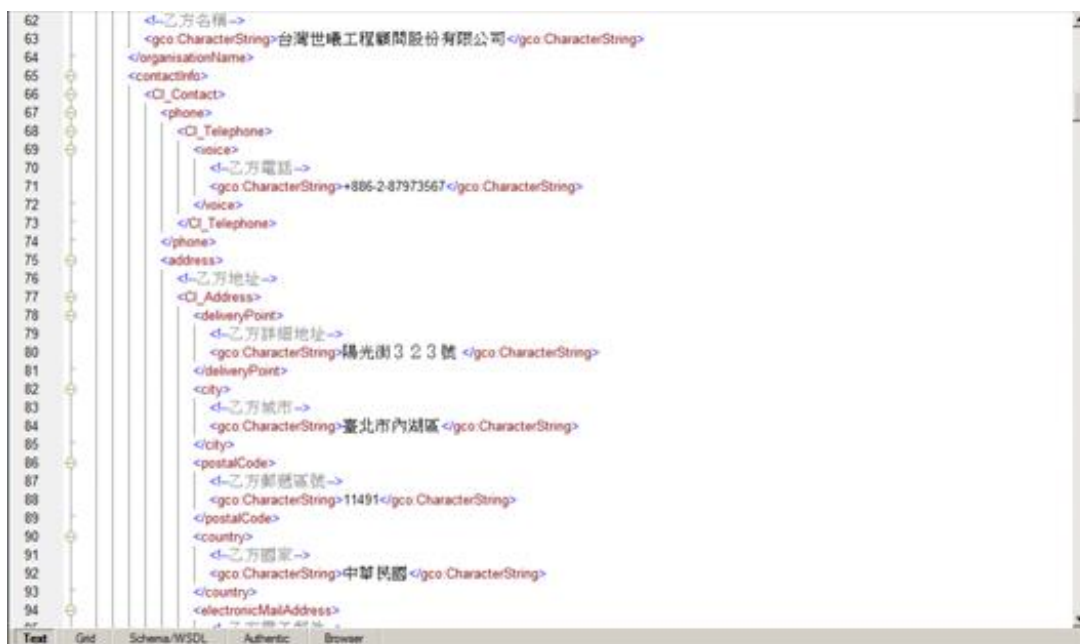 62 <!--乙方名稱-->
63 <gco:CharacterString>台灣世曦工程顧問股份有限公司</gco:CharacterString>
64 </organisationName>
65 <contactInfo>
66 <CI_Contact>
67 <phone>
68 <CI_Telephone>
69 <voice>
70 <!--乙方電話-->
71 <gco:CharacterString>+886-2-87973567</gco:CharacterString>
72 </voice>
73 </CI_Telephone>
74 </phone>
75 <address>
76 <!--乙方地址-->
77 <CI_Address>
78 <deliveryPoint>
79 <!--乙方詳細地址-->
80 <gco:CharacterString>陽光街３２３號 </gco:CharacterString>
81 </deliveryPoint>
82 <city>
83 <!--乙方城市-->
84 <gco:CharacterString>臺北市內湖區</gco:CharacterString>
85 </city>
86 <postalCode>
87 <!--乙方郵遞區號-->
88 <gco:CharacterString>11491</gco:CharacterString>
89 </postalCode>
90 <country>
91 <!--乙方國家-->
92 <gco:CharacterString>中華民國</gco:CharacterString>
93 </country>
94 <electronicMailAddress>
Text Grid Schema/WSDL Authentic Browser